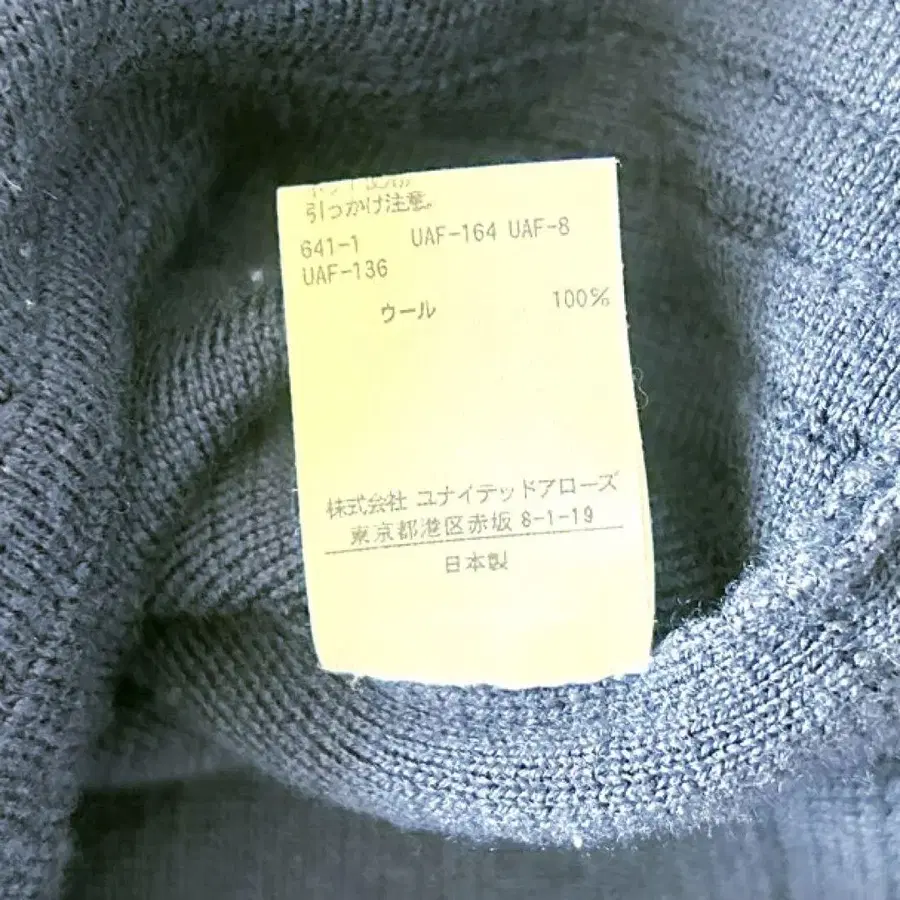 引っかけ注意。
641-1 UAF-164 UAF-8
UAF-136
ウール 100%
株式会社 ユナイテッドアローズ
東京都港区赤坂 8-1-19
日本製